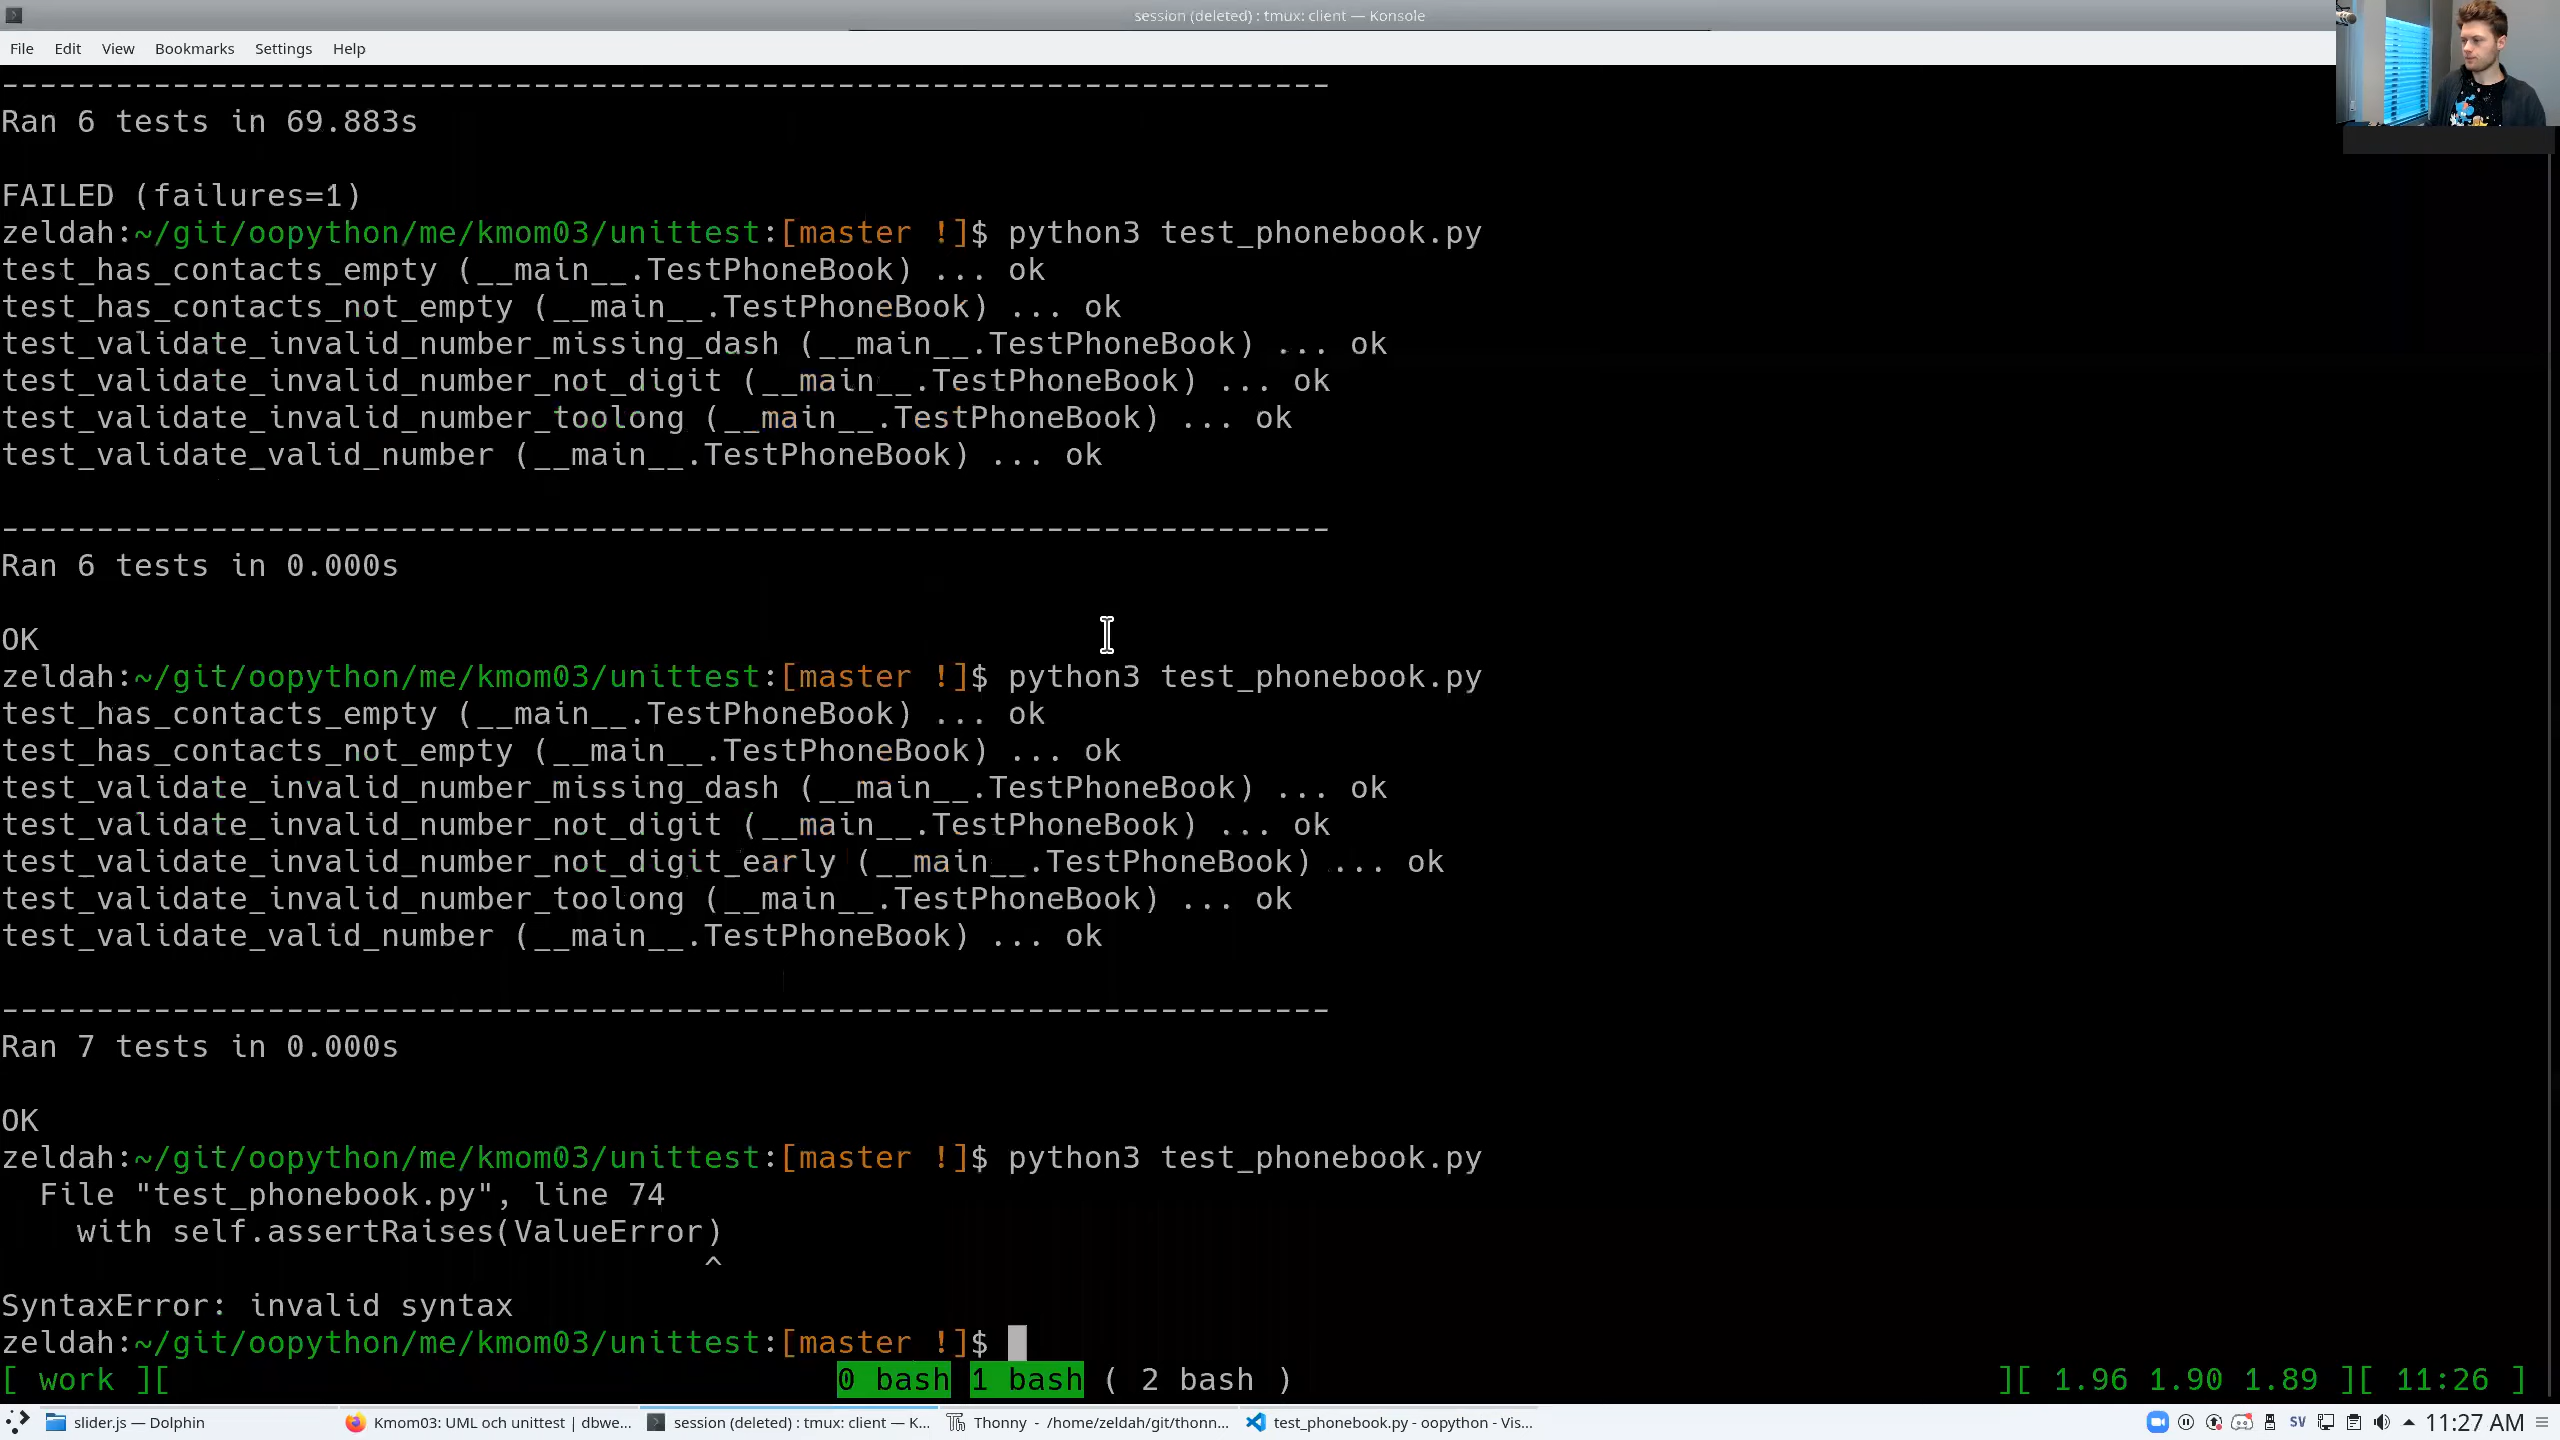 session (deleted) : tmux: client — Konsole
File Edit View Bookmarks Settings Help
----------------------------------------------------------------------
Ran 6 tests in 69.883s
FAILED (failures=1)
zeldah:~/git/oopython/me/kmom03/unittest:[master !]$ python3 test_phonebook.py
test_has_contacts_empty (__main__.TestPhoneBook) ... ok
test_has_contacts_not_empty (__main__.TestPhoneBook) ... ok
test_validate_invalid_number_missing_dash (__main__.TestPhoneBook) ... ok
test_validate_invalid_number_not_digit (__main__.TestPhoneBook) ... ok
test_validate_invalid_number_toolong (__main__.TestPhoneBook) ... ok
test_validate_valid_number (__main__.TestPhoneBook) ... ok
----------------------------------------------------------------------
Ran 6 tests in 0.000s
OK
zeldah:~/git/oopython/me/kmom03/unittest:[master !]$ python3 test_phonebook.py
test_has_contacts_empty (__main__.TestPhoneBook) ... ok
test_has_contacts_not_empty (__main__.TestPhoneBook) ... ok
test_validate_invalid_number_missing_dash (__main__.TestPhoneBook) ... ok
test_validate_invalid_number_not_digit (__main__.TestPhoneBook) ... ok
test_validate_invalid_number_not_digit_early (__main__.TestPhoneBook) ... ok
test_validate_invalid_number_toolong (__main__.TestPhoneBook) ... ok
test_validate_valid_number (__main__.TestPhoneBook) ... ok
----------------------------------------------------------------------
Ran 7 tests in 0.000s
OK
zeldah:~/git/oopython/me/kmom03/unittest:[master !]$ python3 test_phonebook.py
File "test_phonebook.py", line 74
with self.assertRaises(ValueError)
^
SyntaxError: invalid syntax
zeldah:~/git/oopython/me/kmom03/unittest:[master !]$
[ work ][ 0 bash 1 bash ( 2 bash ) ][ 1.96 1.90 1.89 ][ 11:26 ]
slider.js — Dolphin Kmom03: UML och unittest | dbwe... session (deleted) : tmux: client — K... Thonny - /home/zeldah/git/thonn... test_phonebook.py - oopython - Vis... SV 11:27 AM